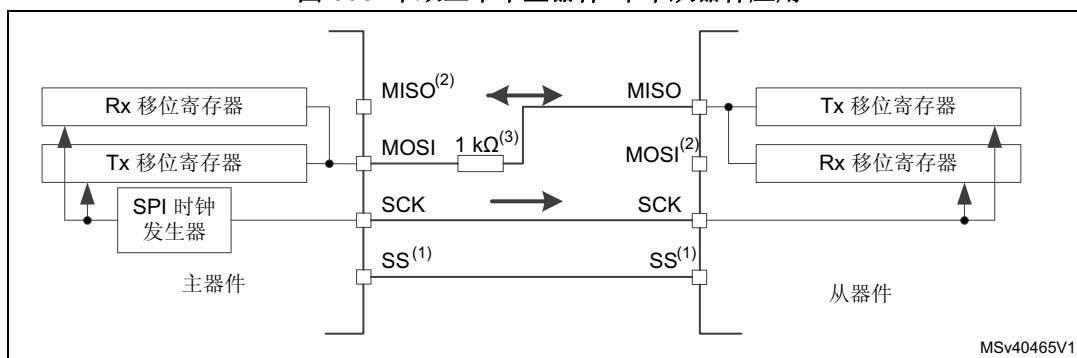 MISO(2)
MISO
Rx 移位寄存器
Tx 移位寄存器
MOSI
1 kΩ(3)
MOSI(2)
Tx 移位寄存器
Rx 移位寄存器
SPI 时钟
发生器
SCK
SCK
SS(1)
SS(1)
主器件
从器件
MSv40465V1